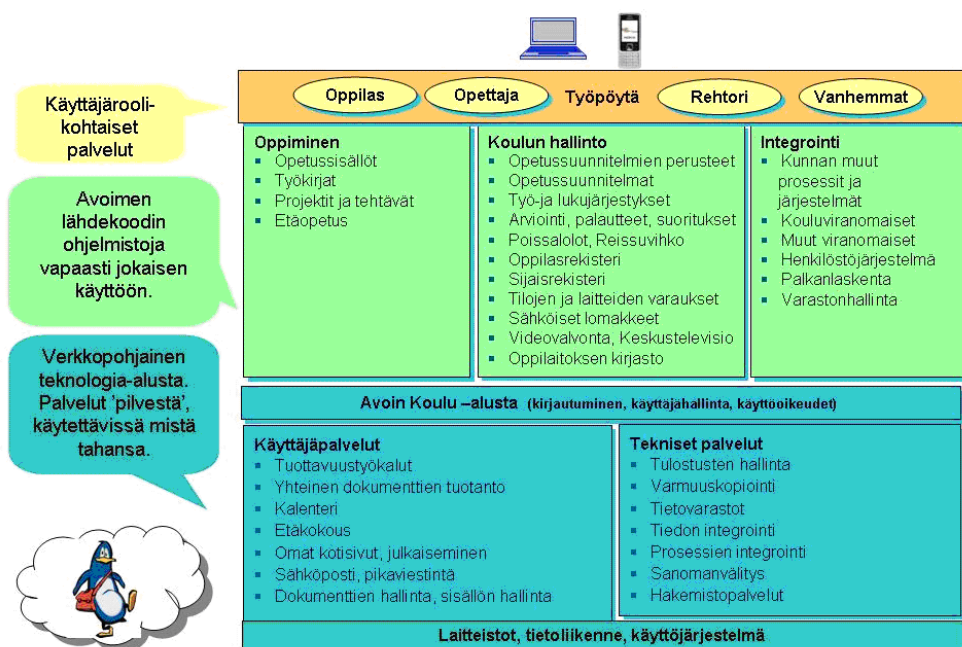 Oppilas Opettaja Työpöytä Rehtori Vanhemmat
Käyttäjärooli-
kohtaiset
palvelut
Avoimen
lähdekoodin
ohjelmistoja
vapaasti jokaisen
käyttöön.
Verkkopohjainen
teknologia-alusta.
Palvelut ’pilvestä’,
käytettävissä mistä
tahansa.
Oppiminen
Opetussisällöt
Työkirjat
Projektit ja tehtävät
Etäopetus
Koulun hallinto
Opetussuunnitelmien perusteet
Opetussuunnitelmat
Työ-ja lukujärjestykset
Arviointi, palautteet, suoritukset
Poissalolot, Reissuvihko
Oppilasrekisteri
Sijaisrekisteri
Tilojen ja laitteiden varaukset
Sähköiset lomakkeet
Videovalvonta, Keskustelevisio
Oppilaitoksen kirjasto
Integrointi
Kunnan muut
prosessit ja
järjestelmät
Kouluviranomaiset
Muut viranomaiset
Henkilöstöjärjestelmä
Palkanlaskenta
Varastonhallinta
Avoin Koulu –alusta (kirjautuminen, käyttäjähallinta, käyttöoikeudet)
Käyttäjäpalvelut
Tuottavuustyökalut
Yhteinen dokumenttien tuotanto
Kalenteri
Etäkokous
Omat kotisivut, julkaiseminen
Sähköposti, pikaviestintä
Dokumenttien hallinta, sisällön hallinta
Tekniset palvelut
Tulostusten hallinta
Varmuuskopiointi
Tietovarastot
Tiedon integrointi
Prosessien integrointi
Sanomanvälitys
Hakemistopalvelut
Laitteistot, tietoliikenne, käyttöjärjestelmä